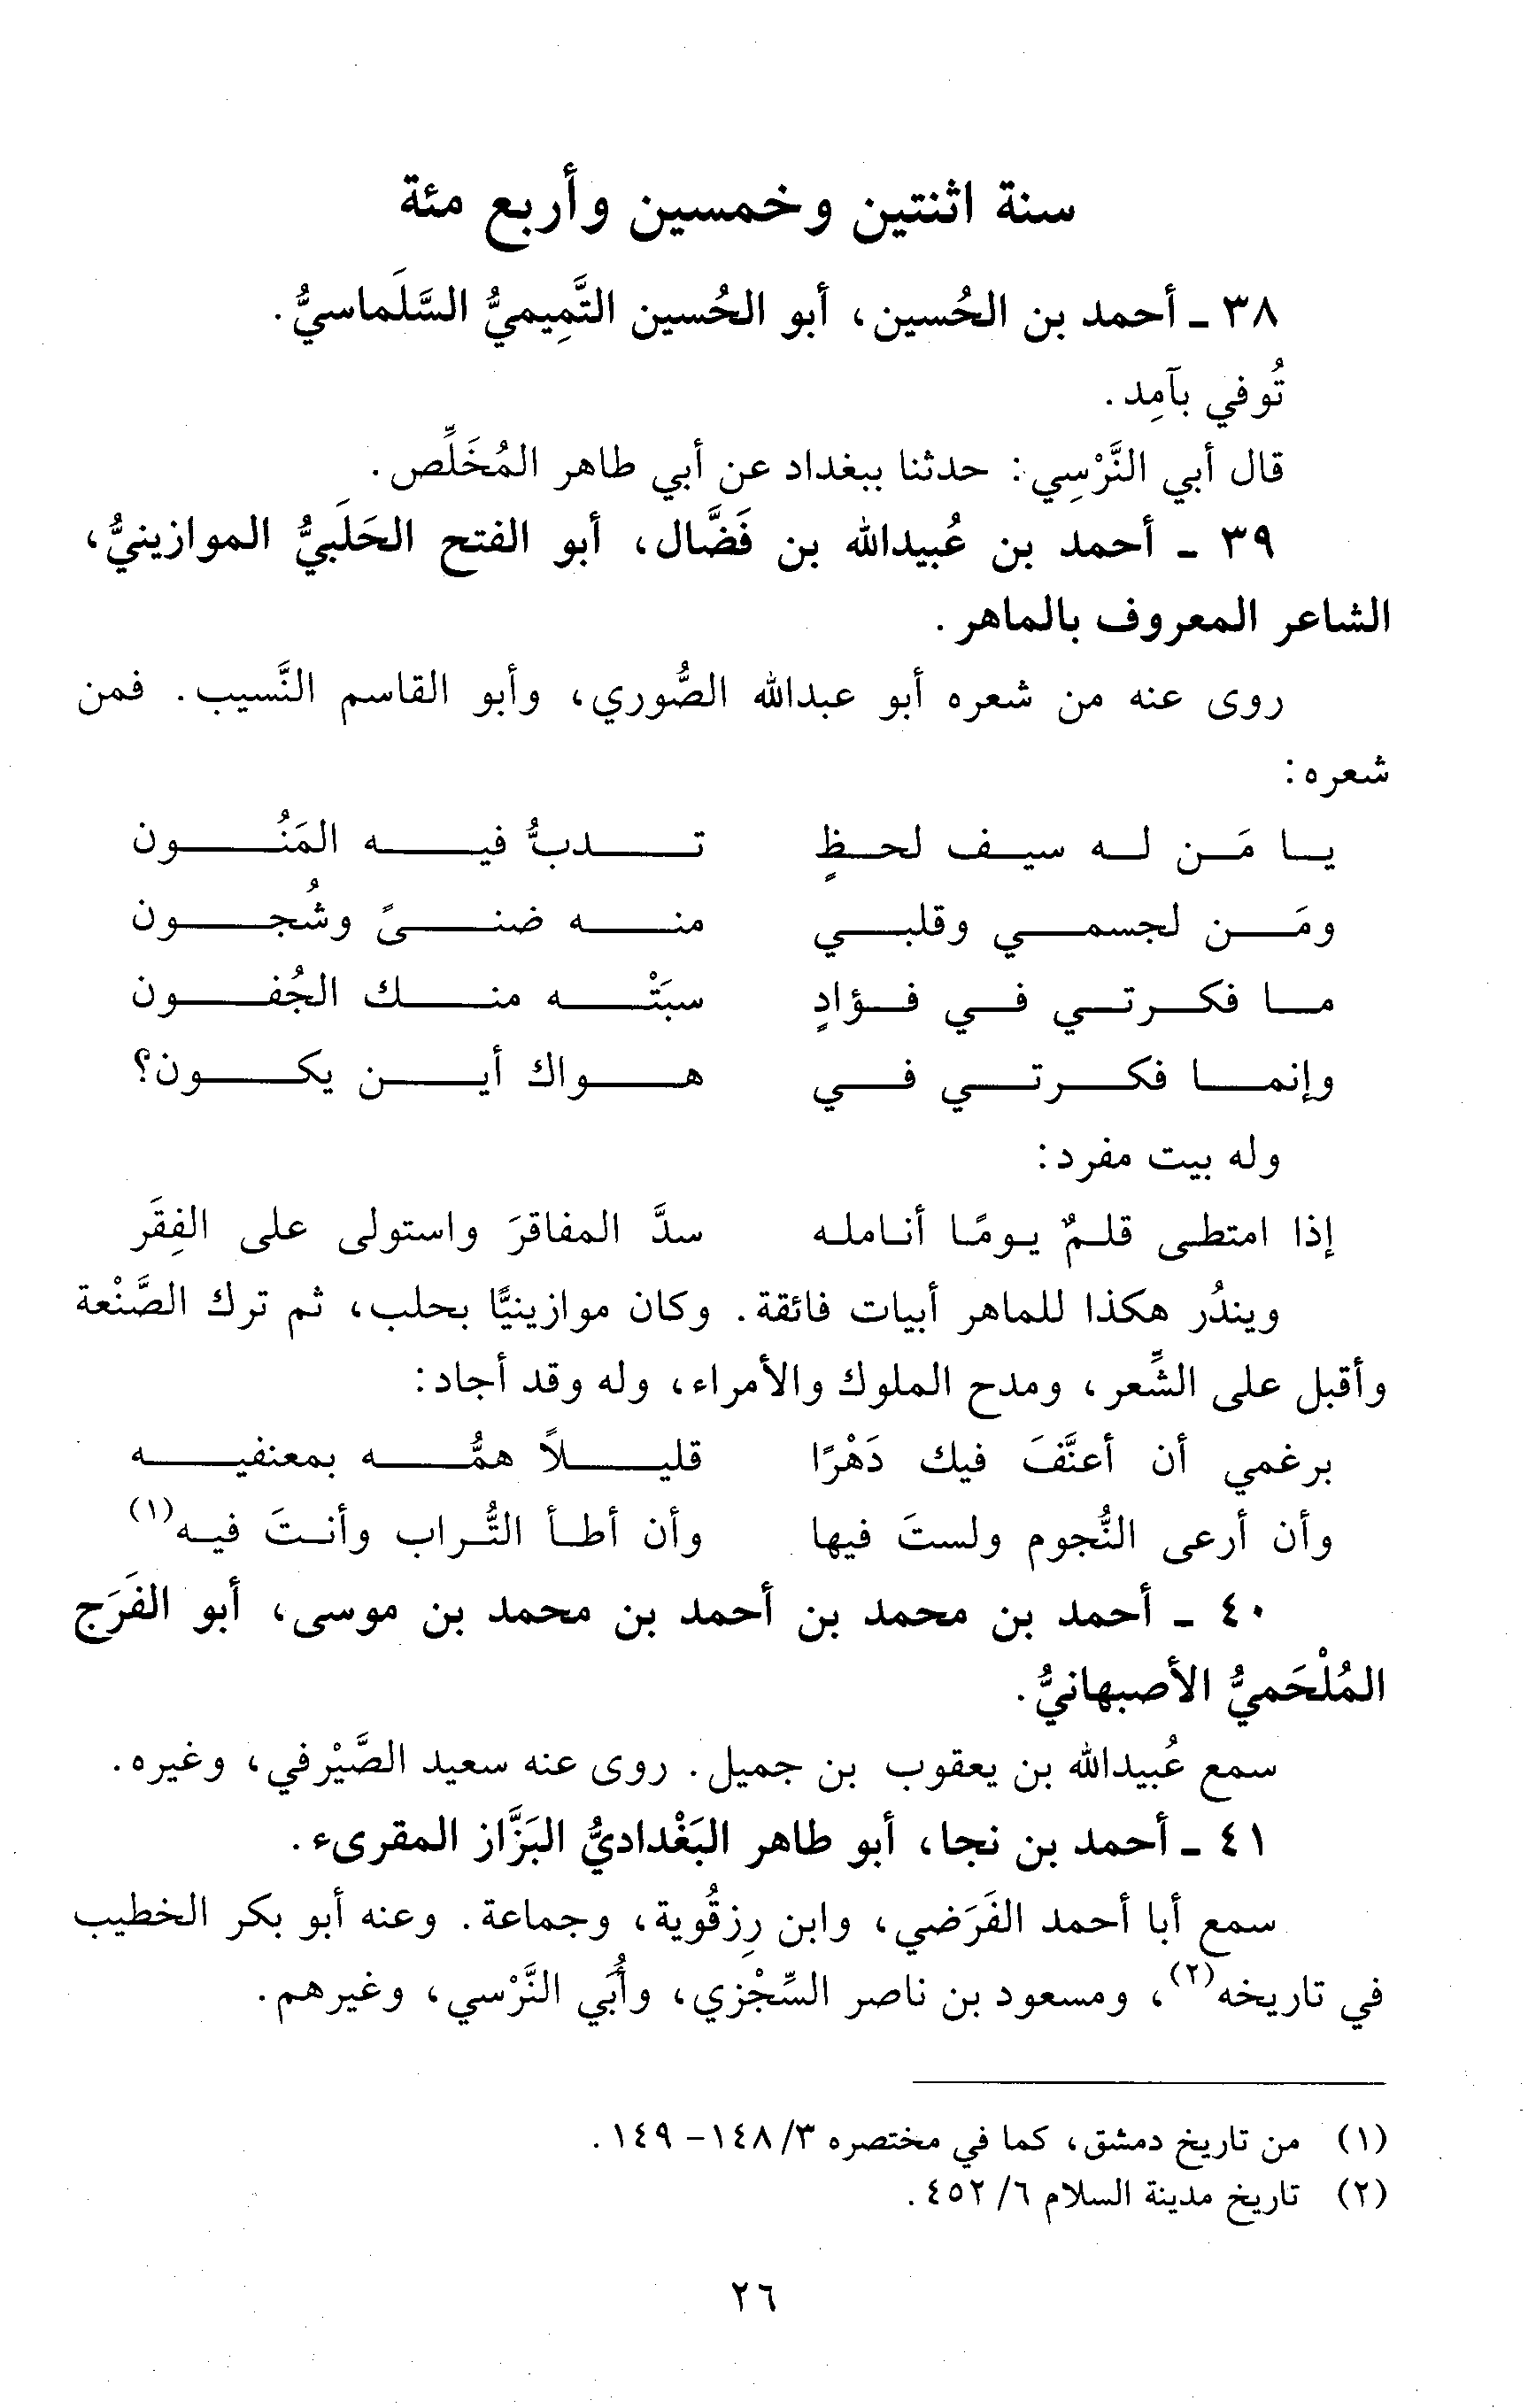 سنة اثنتين وخمسين وأربع مئة
٣٨ ـ أحمد بن الحُسين، أبو الحُسين التَّمِيميُّ السَّلَماسيُّ.
تُوفي بآمِد.
قال أبي النَّرْسِي: حدثنا ببغداد عن أبي طاهر المُخَلِّص.
٣٩ ـ أحمد بن عُبيدالله بن فَضَّال، أبو الفتح الحَلَبيُّ الموازينيُّ،
الشاعر المعروف بالماهر.
روى عنه من شعره أبو عبدالله الصُّوري، وأبو القاسم النَّسيب. فمن
شعره:
يا مَن له سيف لحظٍ تدبُّ فيه المَنُون
ومَن لجسمي وقلبي منه ضنىً وشُجون
ما فكرتي في فؤادٍ سبَتْه منك الجُفون
وإنما فكرتي في هواك أين يكون؟
وله بيت مفرد:
إذا امتطى قلمٌ يومًا أنامله سدَّ المفاقرَ واستولى على الفِقَر
ويندُر هكذا للماهر أبيات فائقة. وكان موازينيًّا بحلب، ثم ترك الصَّنْعة
وأقبل على الشِّعر، ومدح الملوك والأمراء، وله وقد أجاد:
برغمي أن أعنَّفَ فيك دَهْرًا قليلاً همُّه بمعنفيه
وأن أرعى النُّجوم ولستَ فيها وأن أطأ التُّراب وأنتَ فيه(١)
٤٠ ـ أحمد بن محمد بن أحمد بن محمد بن موسى، أبو الفَرَج
المُلْحَميُّ الأصبهانيُّ.
سمع عُبيدالله بن يعقوب بن جميل. روى عنه سعيد الصَّيْرفي، وغيره.
٤١ ـ أحمد بن نجا، أبو طاهر البَغْداديُّ البَزَّاز المقرىء.
سمع أبا أحمد الفَرَضي، وابن رِزقُوية، وجماعة. وعنه أبو بكر الخطيب
في تاريخه(٢)، ومسعود بن ناصر السِّجْزي، وأُبَي النَّرْسي، وغيرهم.
(١) من تاريخ دمشق، كما في مختصره ٣/ ١٤٨ - ١٤٩.
(٢) تاريخ مدينة السلام ٦/ ٤٥٢.
٢٦